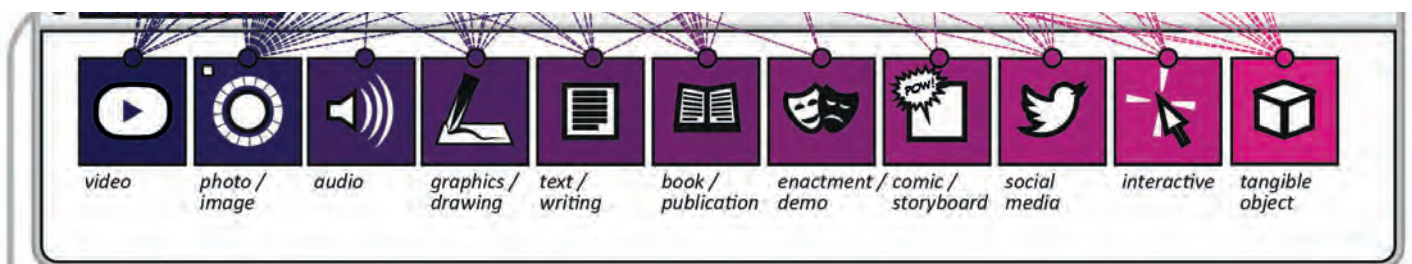 POW!
video
photo /
image
audio
graphics /
drawing
text /
writing
book /
publication
enactment /
demo
comic /
storyboard
social
media
interactive
tangible
object